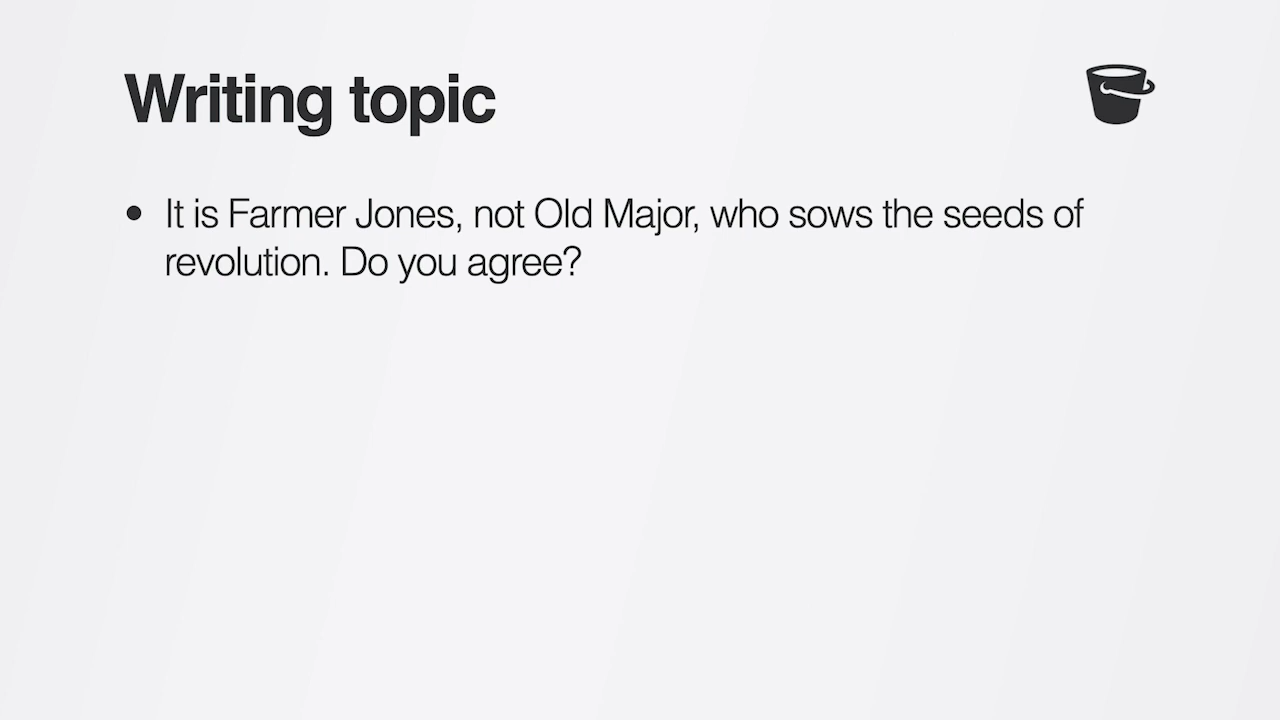 Writing topic
• It is Farmer Jones, not Old Major, who sows the seeds of
revolution. Do you agree?